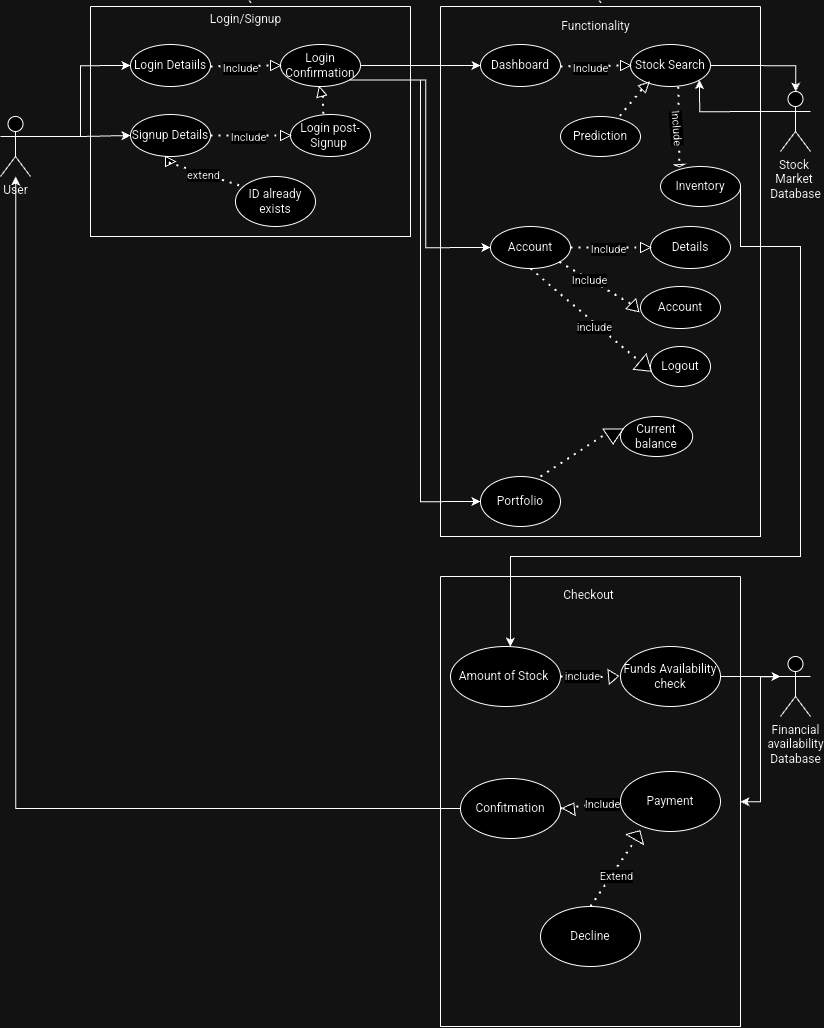 Login/Signup
Login Detaiils
Include
Login
Confirmation
Signup Details
Include
Login post-
Signup
extend
ID already
exists
User
Functionality
Dashboard
Include
Stock Search
Prediction
Include
Inventory
Stock
Market
Database
Account
Include
Details
Include
Account
include
Logout
Current
balance
Portfolio
Checkout
Amount of Stock
include
Funds Availability
check
Financial
availability
Database
Confitmation
Include
Payment
Extend
Decline